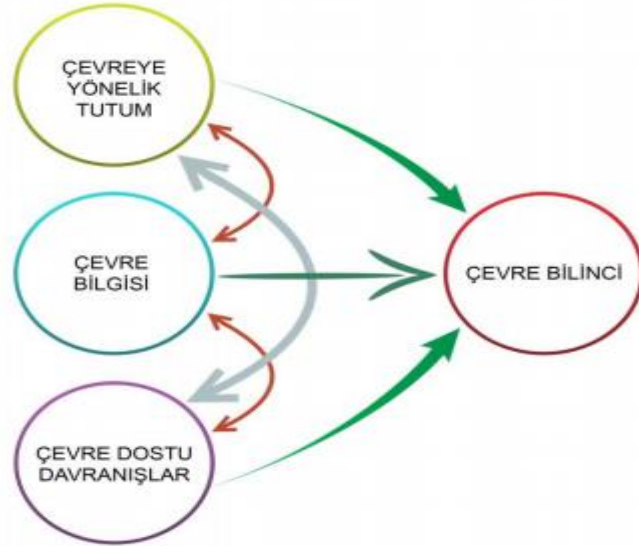 ÇEVREYE
YÖNELİK
TUTUM
ÇEVRE
BİLGİSİ
ÇEVRE BİLİNCİ
ÇEVRE DOSTU
DAVRANIŞLAR